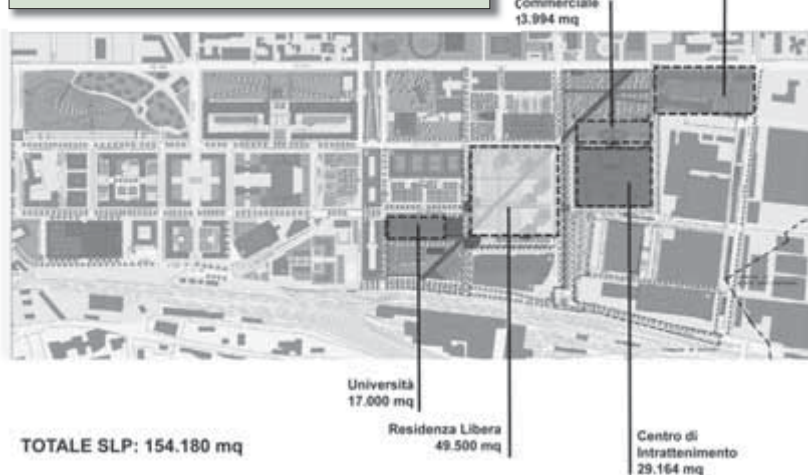 Commerciale
13.994 mq
Università
17.000 mq
Residenza Libera
49.500 mq
Centro di
Intrattenimento
29.164 mq
TOTALE SLP: 154.180 mq